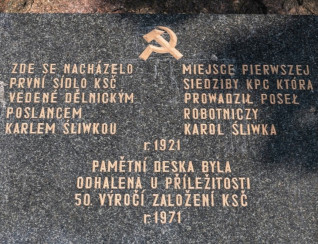 ZDE SE NACHÁZELO
PRVNÍ SÍDLO KSČ
VEDENÉ DĚLNICKÝM
POSLANCEM
KARLEM ŚLIWKOU
MIEJSCE PIERWSZEJ
SIEDZIBY KPC KTÓRĄ
PROWADZIŁ POSEŁ
ROBOTNICZY
KAROL ŚLIWKA
r.1921
PAMĚTNÍ DESKA BYLA
ODHALENA U PŘÍLEŽITOSTI
50. VÝROČÍ ZALOŽENÍ KSČ
r.1971